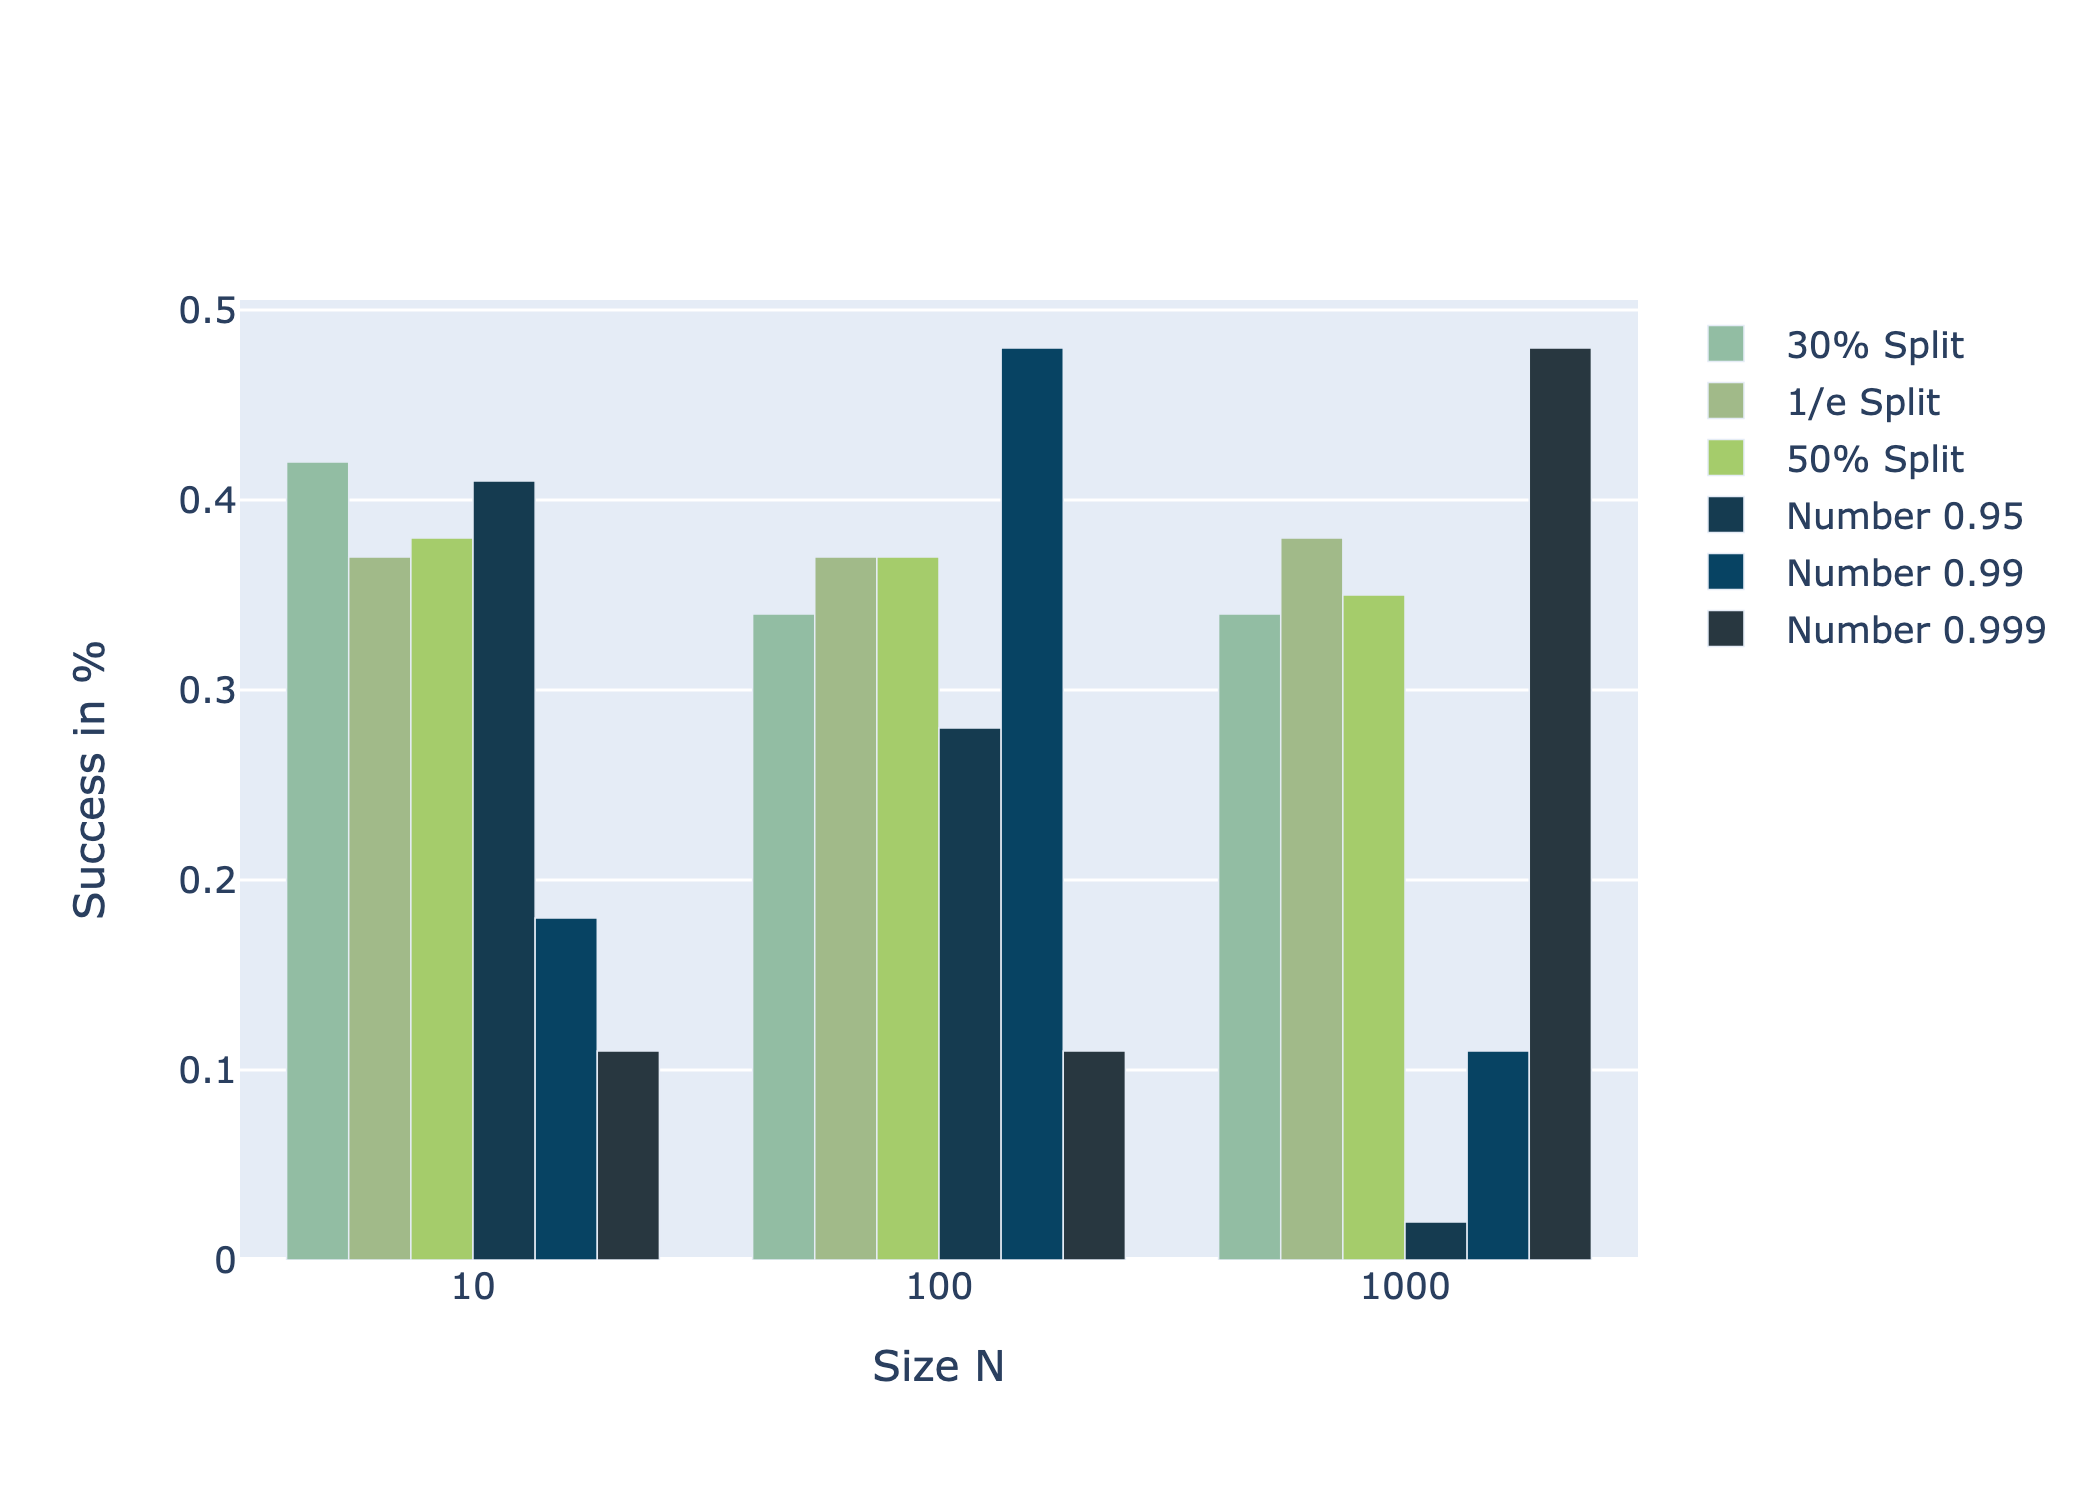 0.5
0.4
0.3
0.2
0.1
0
Success in %
10
100
1000
Size N
30% Split
1/e Split
50% Split
Number 0.95
Number 0.99
Number 0.999